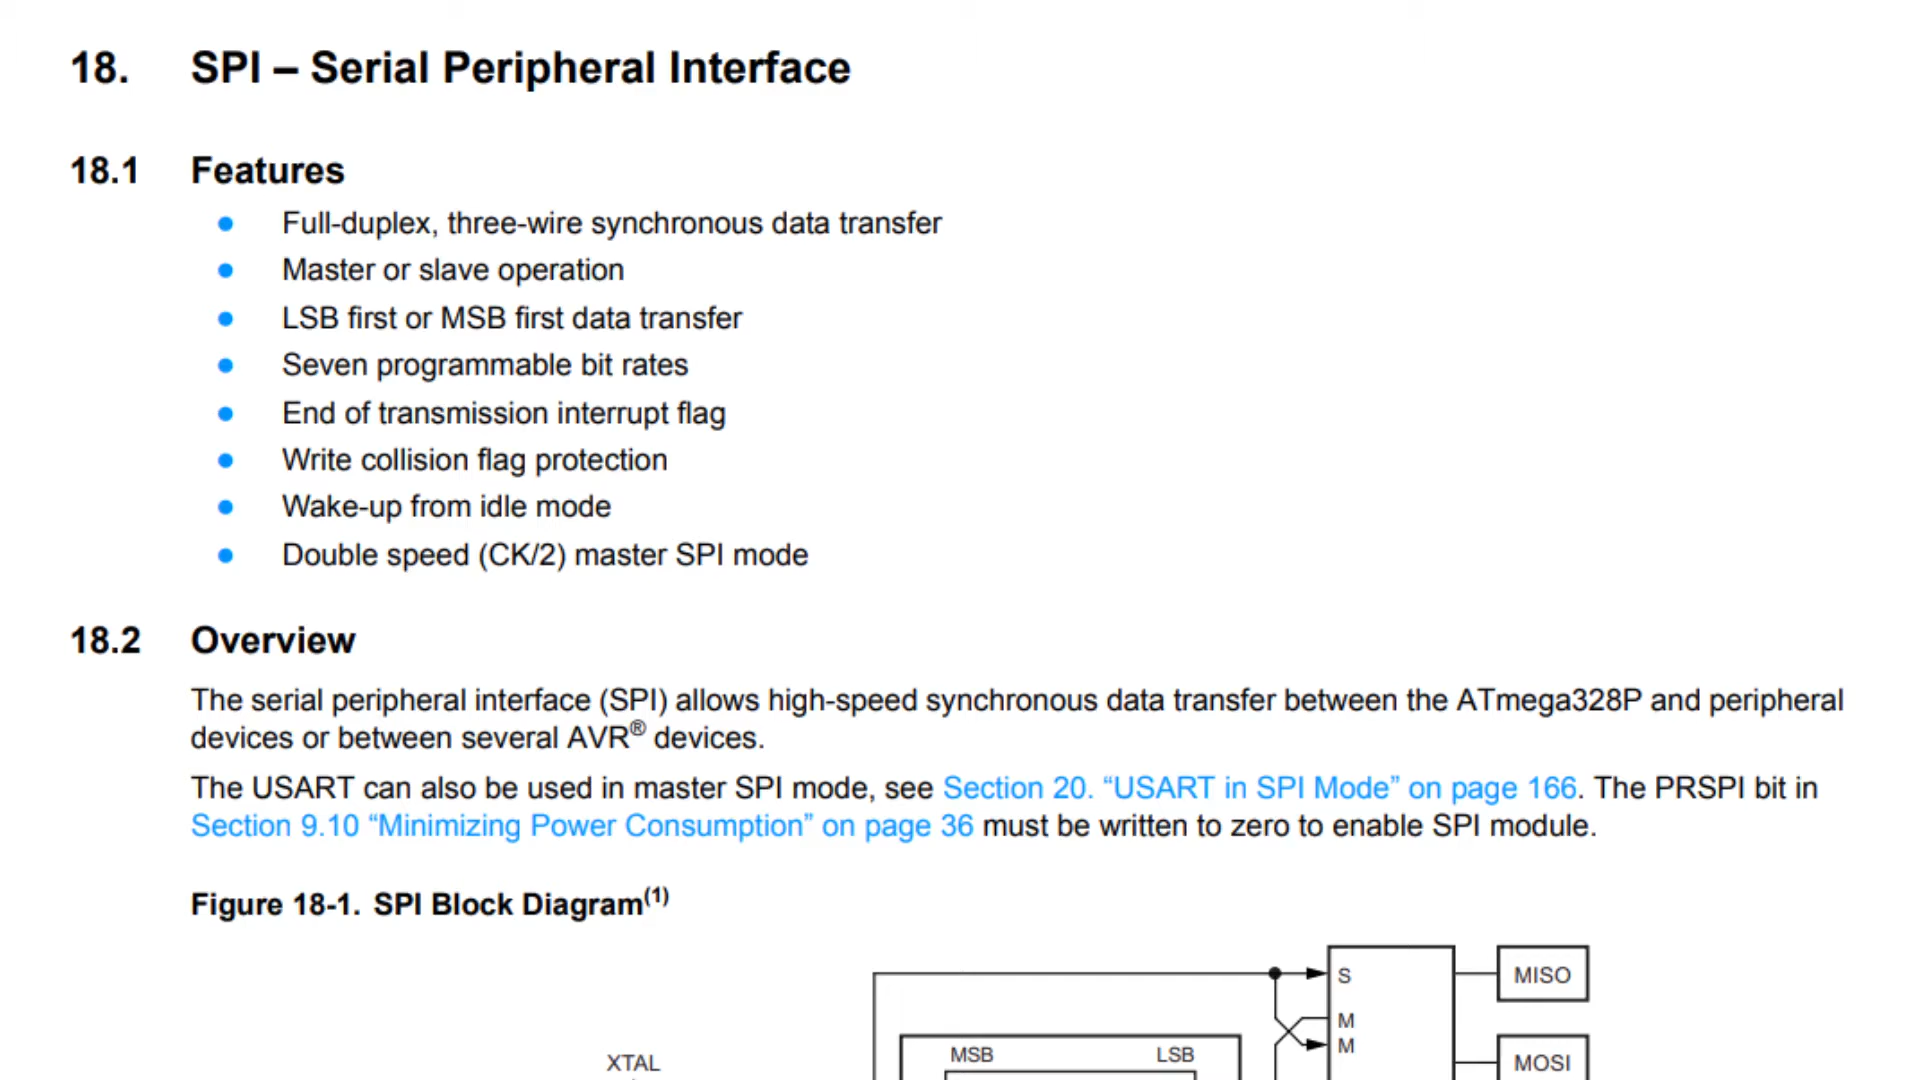 18. SPI – Serial Peripheral Interface
18.1 Features
● Full-duplex, three-wire synchronous data transfer
● Master or slave operation
● LSB first or MSB first data transfer
● Seven programmable bit rates
● End of transmission interrupt flag
● Write collision flag protection
● Wake-up from idle mode
● Double speed (CK/2) master SPI mode
18.2 Overview
The serial peripheral interface (SPI) allows high-speed synchronous data transfer between the ATmega328P and peripheral
devices or between several AVR® devices.
The USART can also be used in master SPI mode, see Section 20. “USART in SPI Mode” on page 166. The PRSPI bit in
Section 9.10 “Minimizing Power Consumption” on page 36 must be written to zero to enable SPI module.
Figure 18-1. SPI Block Diagram(1)
S
MISO
M
M
MSB
LSB
XTAL
MOSI